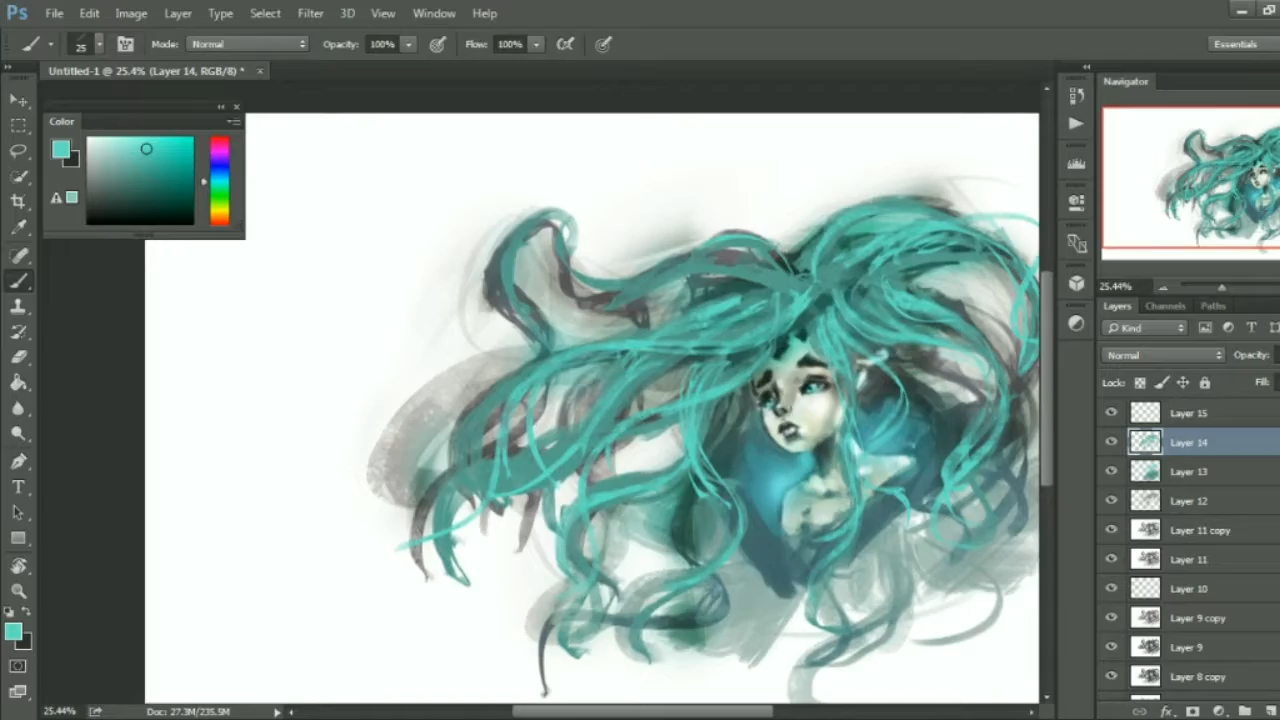 Ps File Edit Image Layer Type Select Filter 3D View Window Help
25 Mode: Normal Opacity: 100% Flow: 100% Essentials
Untitled-1 @ 25.4% (Layer 14, RGB/8) * ×
Color
Navigator
25.44%
Layers Channels Paths
Kind
Normal Opacity:
Lock: Fill:
Layer 15
Layer 14
Layer 13
Layer 12
Layer 11 copy
Layer 11
Layer 10
Layer 9 copy
Layer 9
Layer 8 copy
25.44% Doc: 27.3M/235.5M